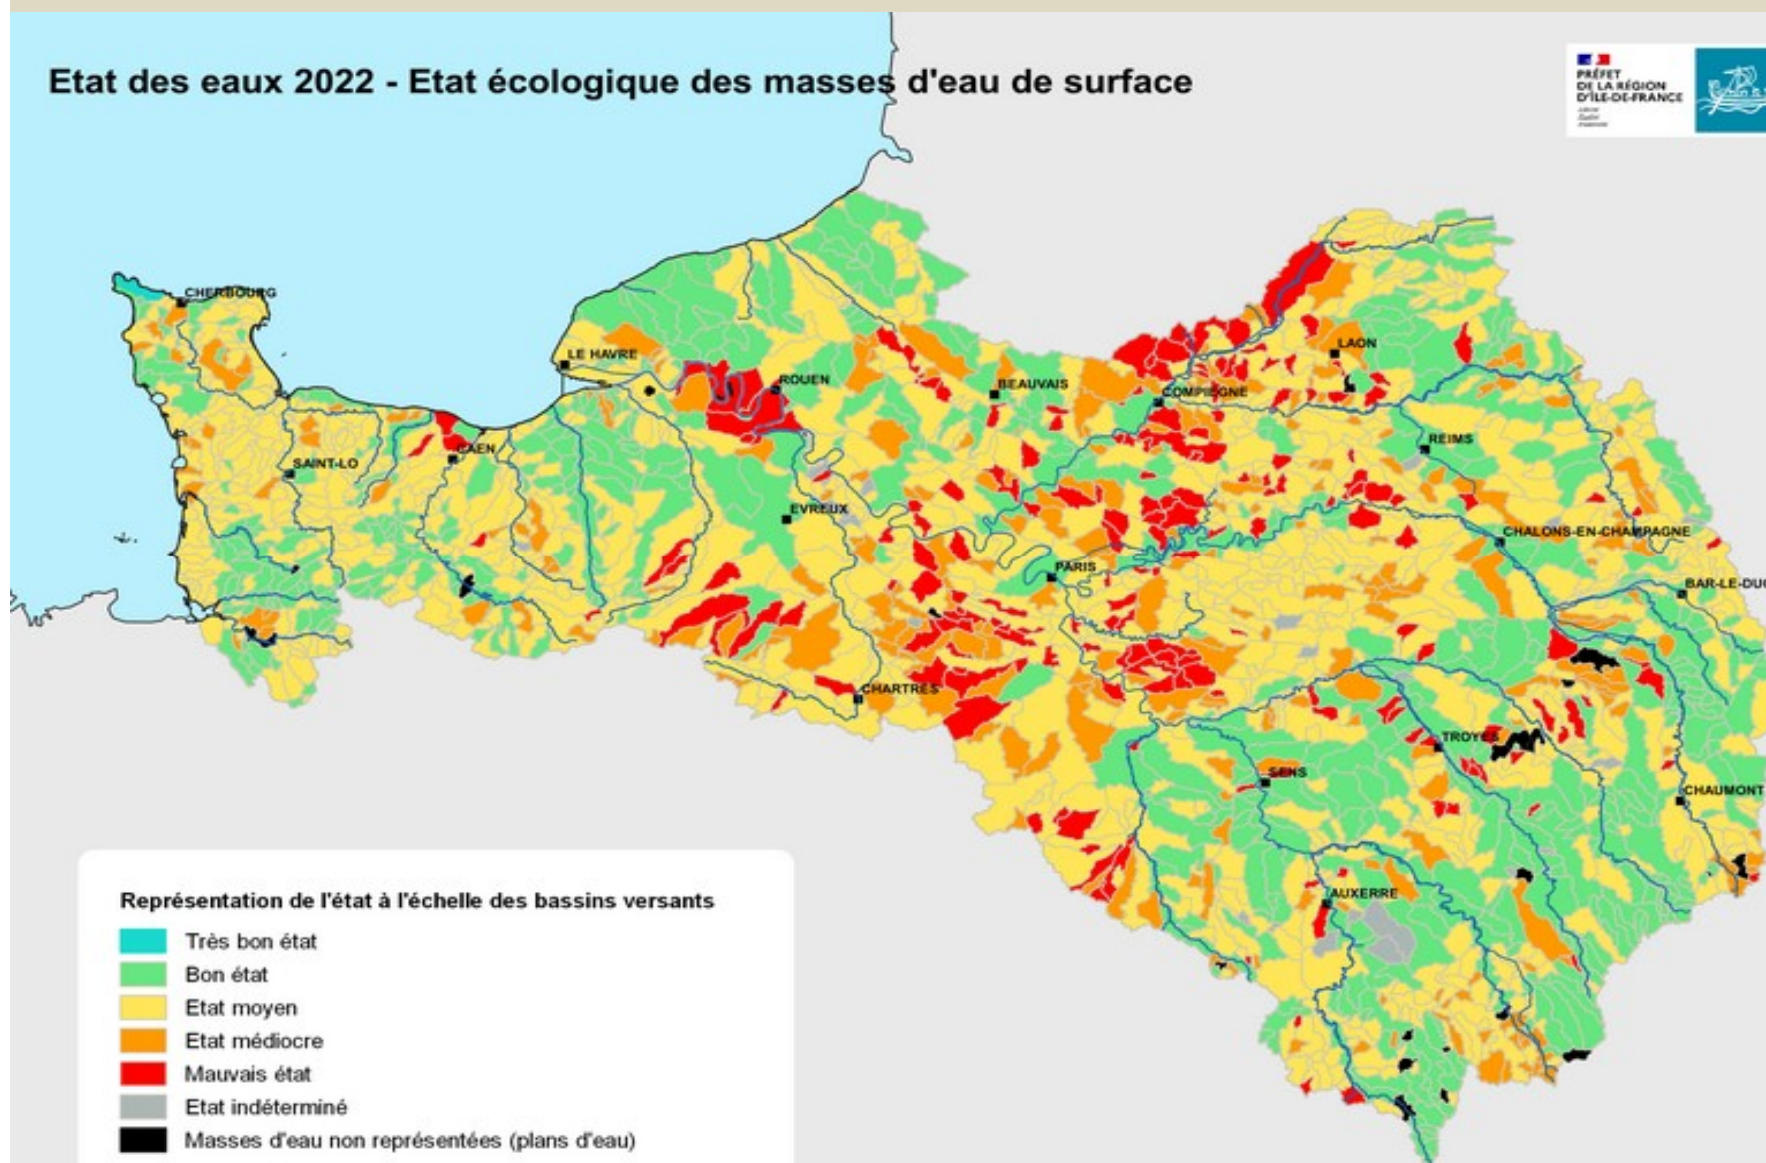 Etat des eaux 2022 - Etat écologique des masses d'eau de surface
PRÉFET
DE LA RÉGION
D'ÎLE-DE-FRANCE
CHERBOURG
LE HAVRE
ROUEN
BEAUVAIS
COMPIEGNE
LAON
REIMS
SAINT-LO
CAEN
EVREUX
PARIS
CHALONS-EN-CHAMPAGNE
BAR-LE-DUC
CHARTRES
TROYES
SENS
CHAUMONT
AUXERRE
Représentation de l'état à l'échelle des bassins versants
Très bon état
Bon état
Etat moyen
Etat médiocre
Mauvais état
Etat indéterminé
Masses d'eau non représentées (plans d'eau)